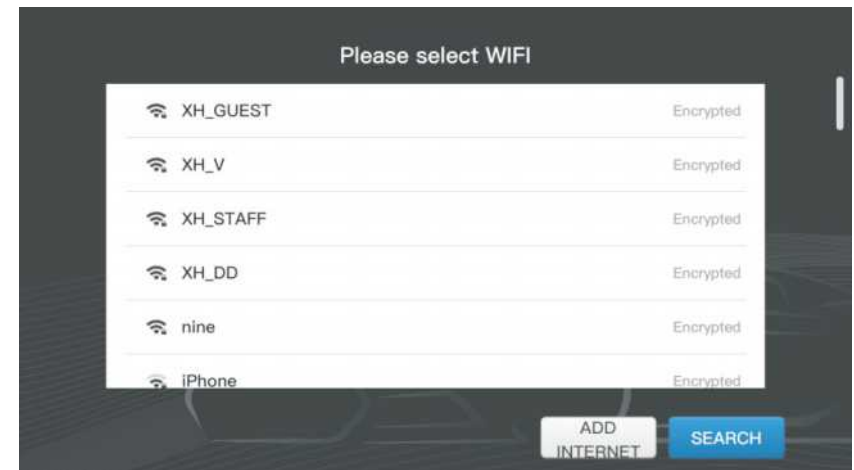 Please select WIFI
XH_GUEST Encrypted
XH_V Encrypted
XH_STAFF Encrypted
XH_DD Encrypted
nine Encrypted
iPhone Encrypted
ADD
INTERNET
SEARCH